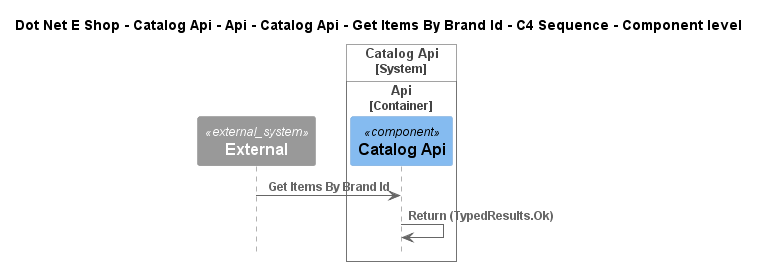 Dot Net E Shop - Catalog Api - Api - Catalog Api - Get Items By Brand Id - C4 Sequence - Component level
Catalog Api
[System]
Api
[Container]
«external_system»
External
«component»
Catalog Api
Get Items By Brand Id
Return (TypedResults.Ok)